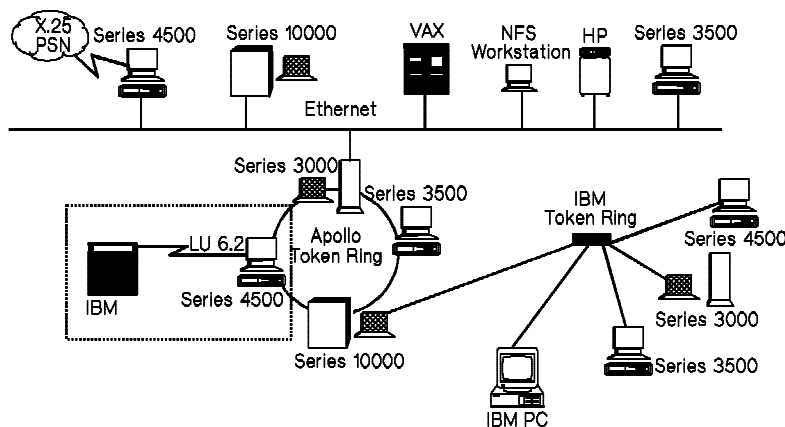 X.25
PSN
Series 4500
Series 10000
VAX
NFS
Workstation
HP
Series 3500
Ethernet
Series 3000
Series 3500
Apollo
Token Ring
LU 6.2
IBM
Series 4500
Series 10000
IBM
Token Ring
Series 4500
Series 3000
Series 3500
IBM PC